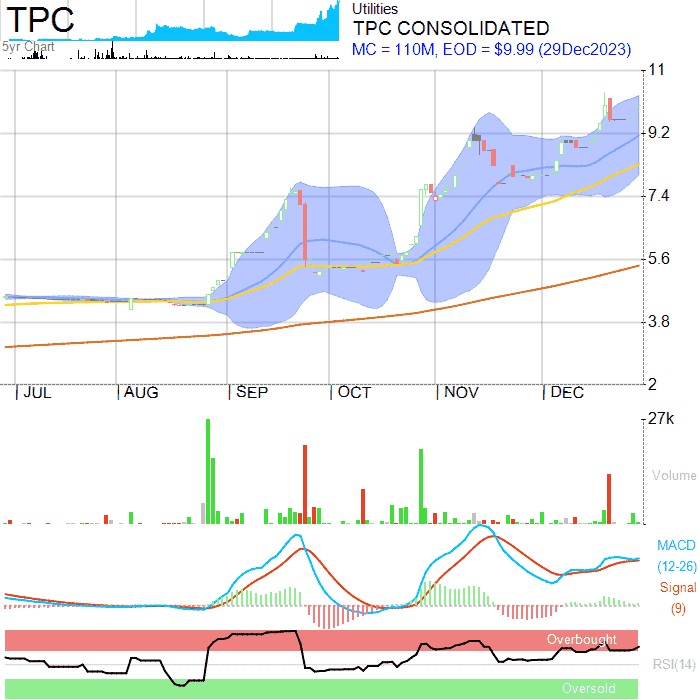 TPC
5yr Chart
Utilities
TPC CONSOLIDATED
MC = 110M, EOD = $9.99 (29Dec2023)
11
9.2
7.4
5.6
3.8
2
JUL AUG SEP OCT NOV DEC
27k
Volume
MACD
(12-26)
Signal
(9)
Overbought
RSI(14)
Oversold